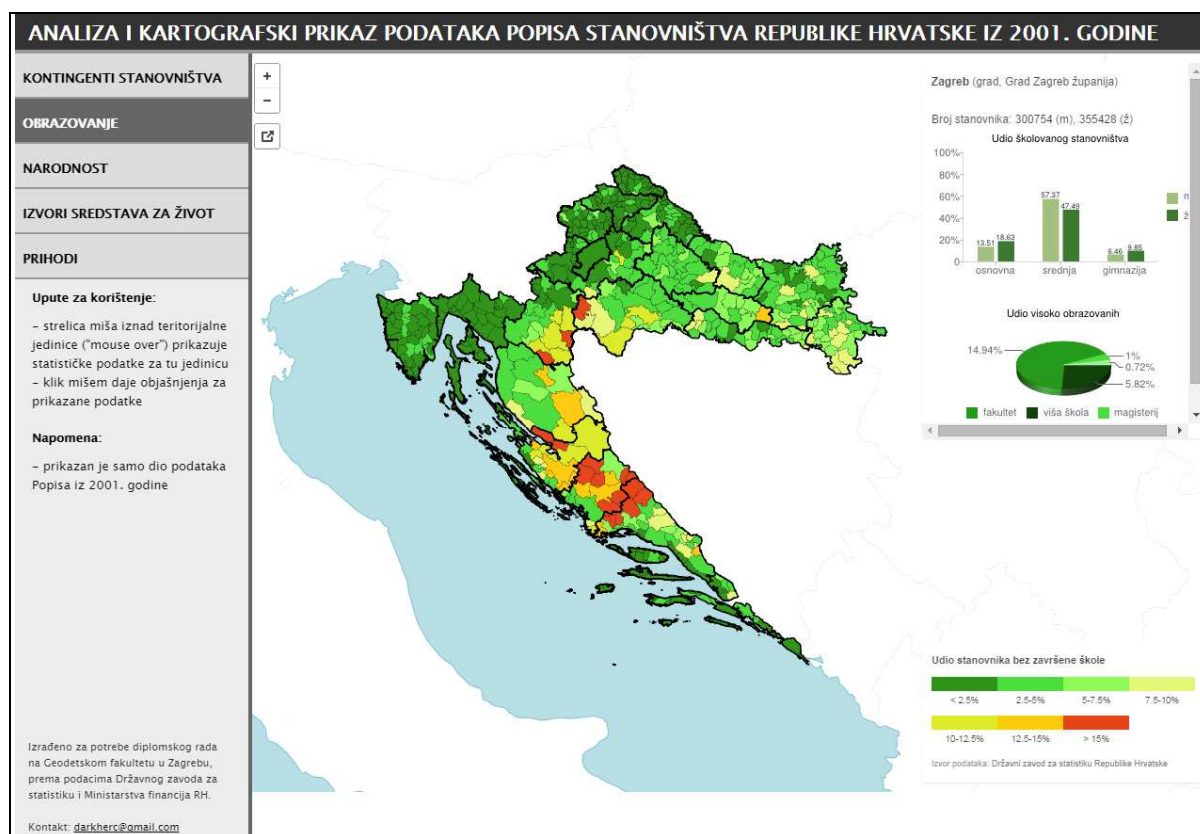 ANALIZA I KARTOGRAFSKI PRIKAZ PODATAKA POPISA STANOVNIŠTVA REPUBLIKE HRVATSKE IZ 2001. GODINE
KONTINGENTI STANOVNIŠTVA
OBRAZOVANJE
NARODNOST
IZVORI SREDSTAVA ZA ŽIVOT
PRIHODI
Upute za korištenje:
– strelica miša iznad teritorijalne
jedinice ("mouse over") prikazuje
statističke podatke za tu jedinicu
– klik mišem daje objašnjenja za
prikazane podatke
Napomena:
– prikazan je samo dio podataka
Popisa iz 2001. godine
Izrađeno za potrebe diplomskog rada
na Geodetskom fakultetu u Zagrebu,
prema podacima Državnog zavoda za
statistiku i Ministarstva financija RH.
Kontakt: darkherc@gmail.com
+
–
Zagreb (grad, Grad Zagreb županija)
Broj stanovnika: 300754 (m), 355428 (ž)
Udio školovanog stanovništva
100%
80%
60%
40%
20%
0
13.51 18.63
57.37 47.49
6.46 9.85
osnovna srednja gimnazija
ž
Udio visoko obrazovanih
14.94%
1%
0.72%
5.82%
fakultet viša škola magisterij
Udio stanovnika bez završene škole
< 2.5% 2.5-5% 5-7.5% 7.5-10%
10-12.5% 12.5-15% > 15%
Izvor podataka: Državni zavod za statistiku Republike Hrvatske